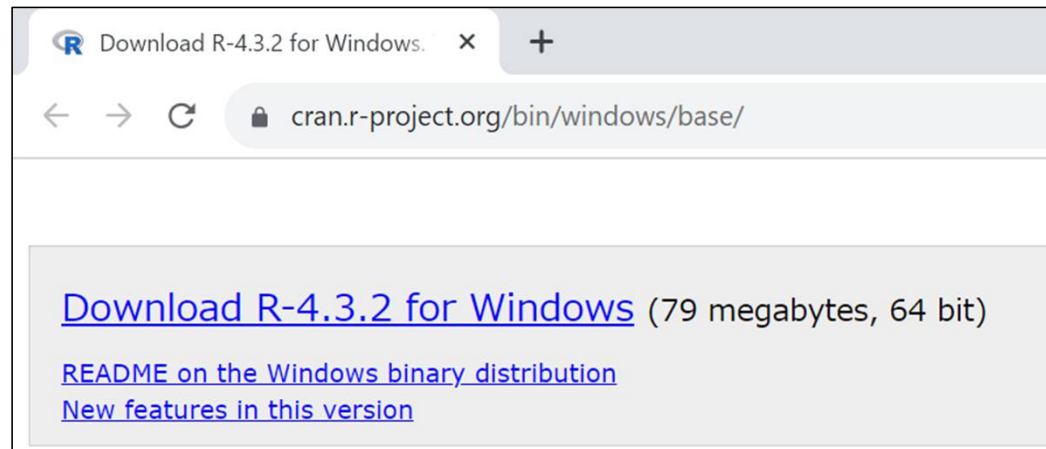 Download R-4.3.2 for Windows.
cran.r-project.org/bin/windows/base/
Download R-4.3.2 for Windows (79 megabytes, 64 bit)
README on the Windows binary distribution
New features in this version